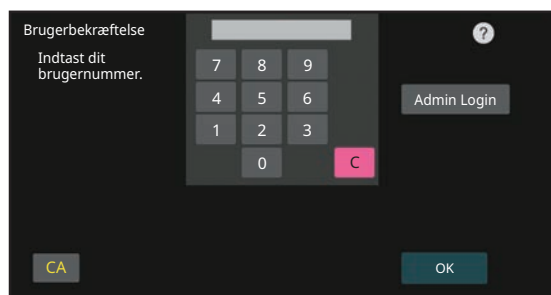 Brugerbekræftelse
?
Indtast dit
brugernummer.
7 8 9
4 5 6
Admin Login
1 2 3
0 C
CA
OK